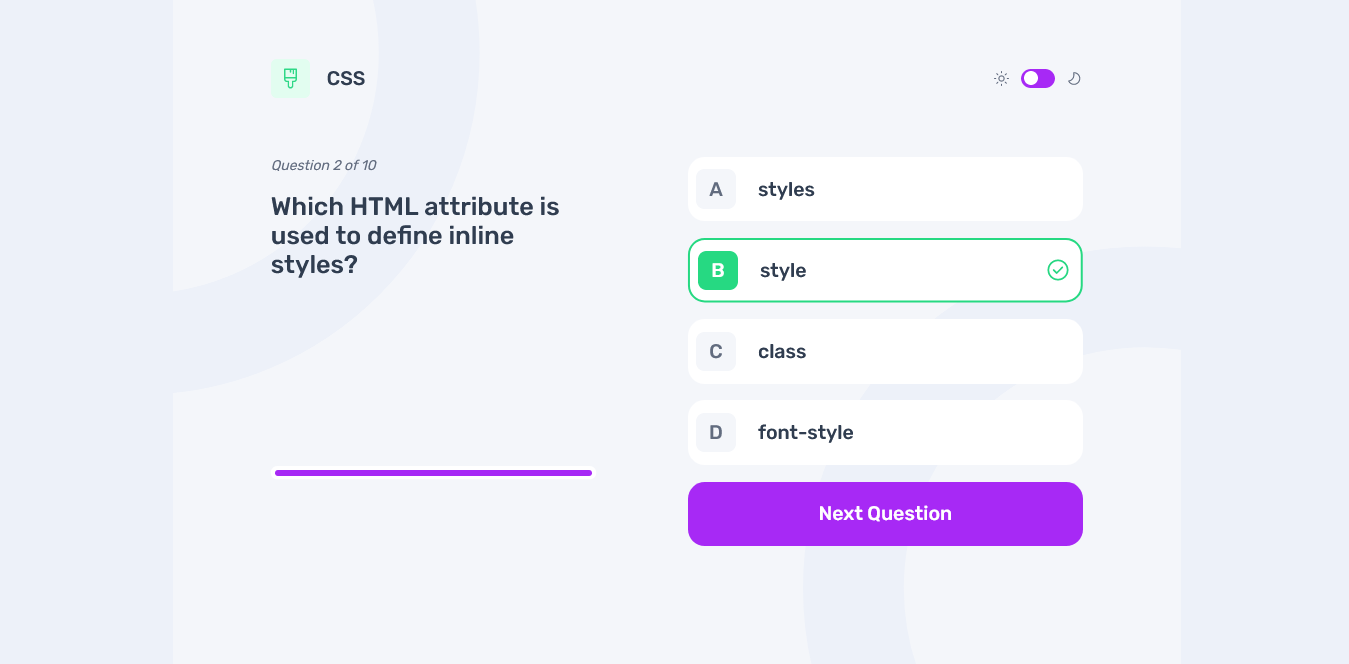 CSS
Question 2 of 10
Which HTML attribute is
used to define inline
styles?
A styles
B style
C class
D font-style
Next Question